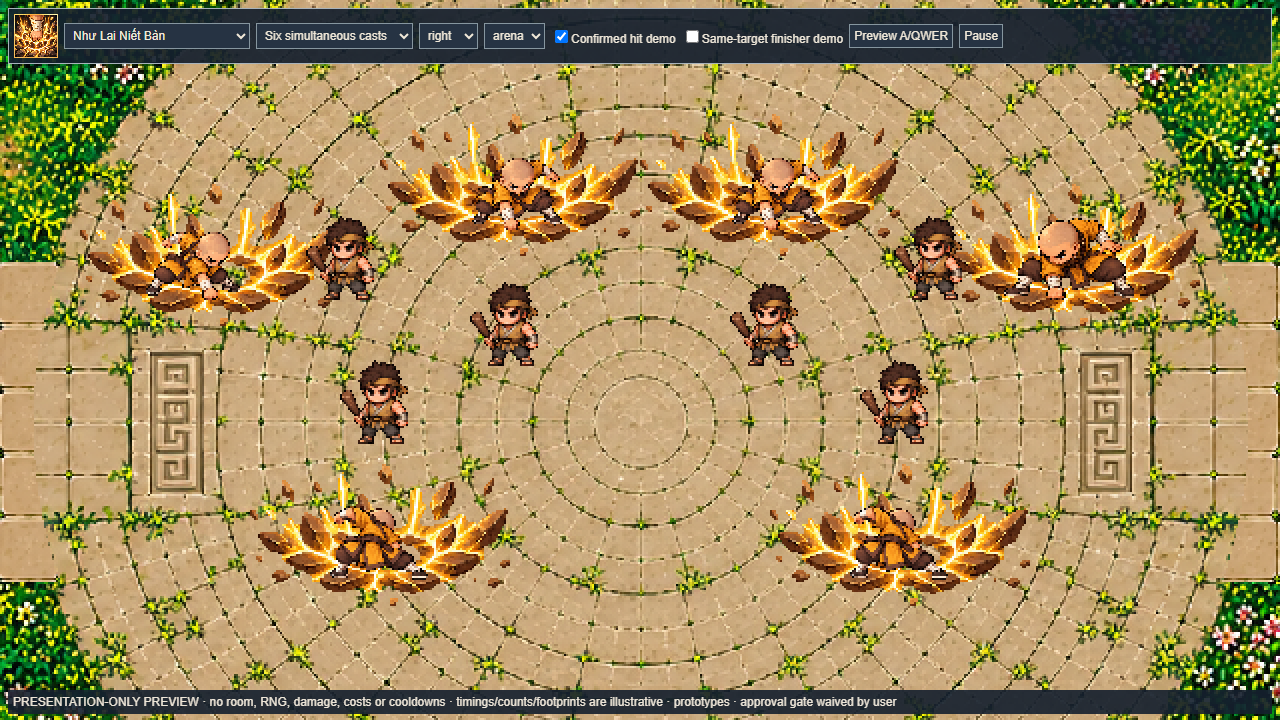 Như Lai Niết Bàn Six simultaneous casts right arena Confirmed hit demo Same-target finisher demo Preview A/QWER Pause
PRESENTATION-ONLY PREVIEW · no room, RNG, damage, costs or cooldowns · timings/counts/footprints are illustrative · prototypes · approval gate waived by user